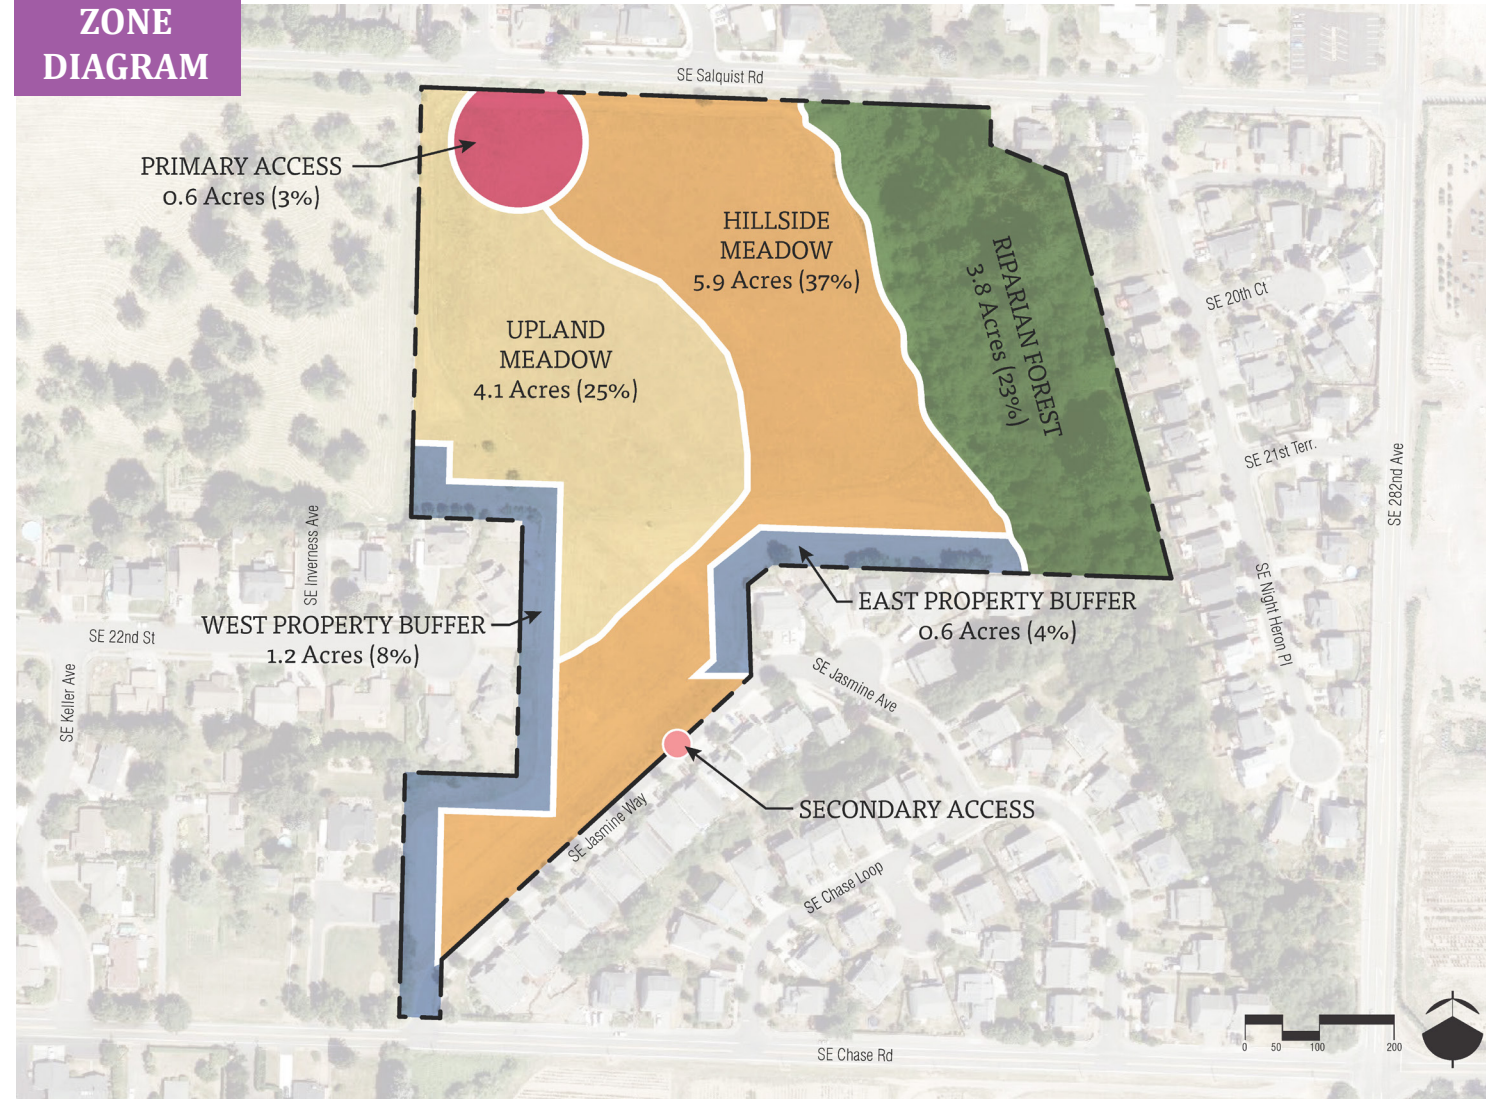 ZONE
DIAGRAM
SE Salquist Rd
PRIMARY ACCESS
0.6 Acres (3%)
HILLSIDE
MEADOW
5.9 Acres (37%)
RIPARIAN FOREST
3.8 Acres (23%)
SE 20th Ct
UPLAND
MEADOW
4.1 Acres (25%)
SE 21st Terr.
SE 282nd Ave
SE Inverness Ave
SE Night Heron Pl
EAST PROPERTY BUFFER
0.6 Acres (4%)
WEST PROPERTY BUFFER
1.2 Acres (8%)
SE 22nd St
SE Keller Ave
SE Jasmine Ave
SECONDARY ACCESS
SE Jasmine Way
SE Chase Loop
SE Chase Rd
0 50 100 200